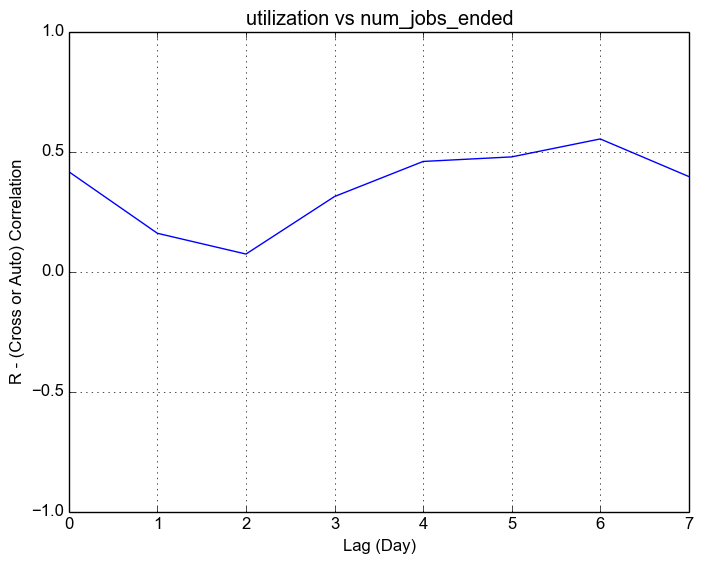 utilization vs num_jobs_ended
1.0
0.5
0.0
−0.5
−1.0
R - (Cross or Auto) Correlation
0 1 2 3 4 5 6 7
Lag (Day)